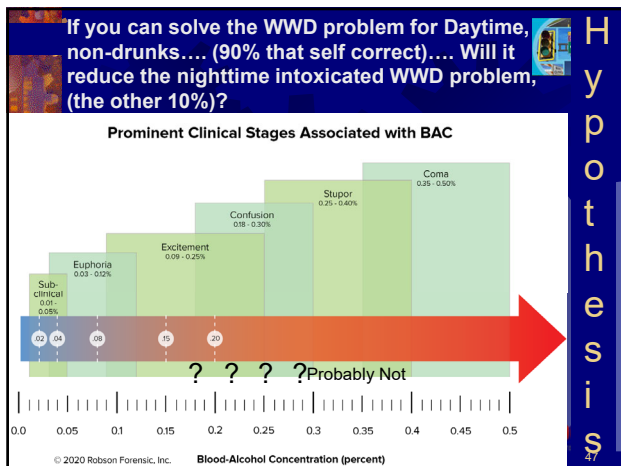 If you can solve the WWD problem for Daytime,
non-drunks.... (90% that self correct).... Will it
reduce the nighttime intoxicated WWD problem,
(the other 10%)?
Hypothesis
Prominent Clinical Stages Associated with BAC
Coma
0.35 - 0.50%
Stupor
0.25 - 0.40%
Confusion
0.18 - 0.30%
Excitement
0.09 - 0.25%
Euphoria
0.03 - 0.12%
Sub-
clinical
0.01 -
0.05%
.02 .04 .08 .15 .20
? ? ? ?Probably Not
0.0 0.05 0.1 0.15 0.2 0.25 0.3 0.35 0.4 0.45 0.5
© 2020 Robson Forensic, Inc. Blood-Alcohol Concentration (percent)
47